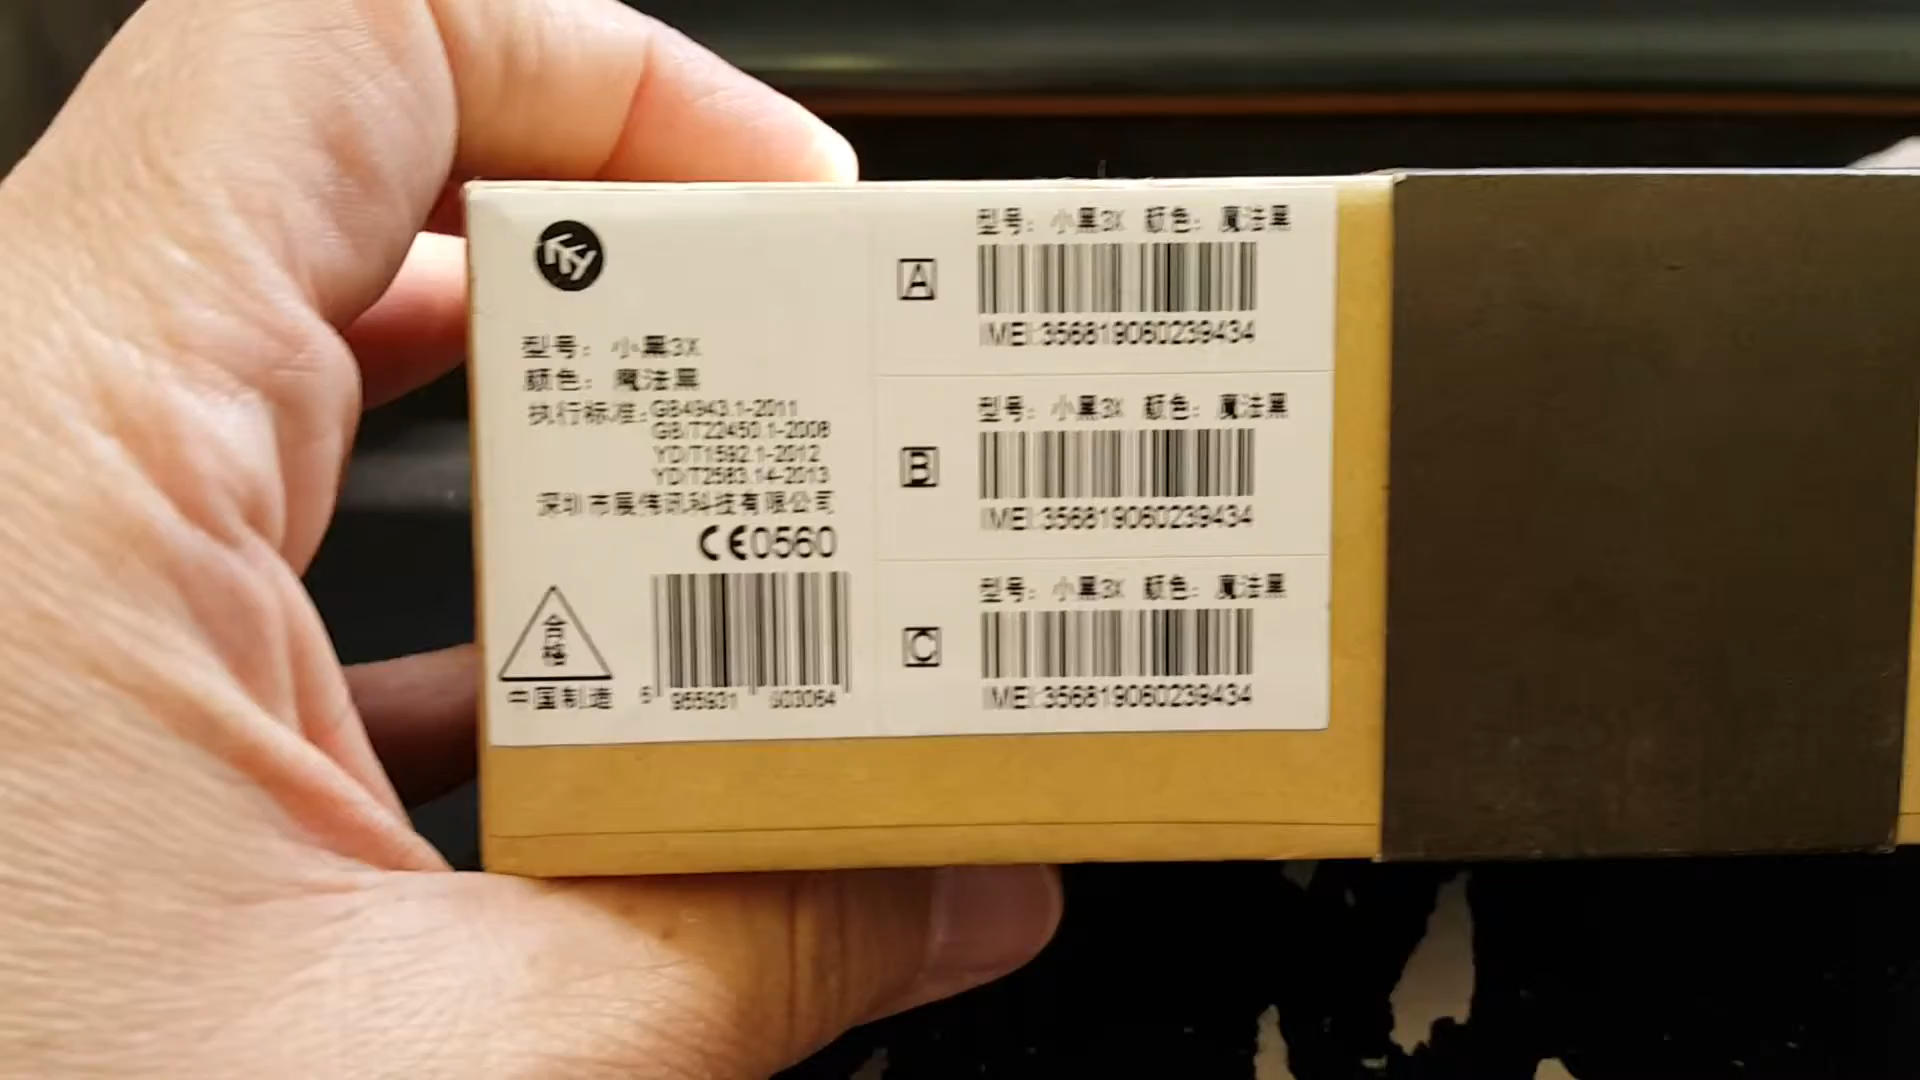 型号: 小黑3X
颜色: 魔法黑
执行标准: GB4943.1-2011
GB/T22450.1-2008
YD/T1592.1-2012
YD/T2583.14-2013
深圳市展伟讯科技有限公司
CE0560
合格
中国制造
6 955931 903064
A
型号: 小黑3X 颜色: 魔法黑
IMEI:356819060239434
B
型号: 小黑3X 颜色: 魔法黑
IMEI:356819060239434
C
型号: 小黑3X 颜色: 魔法黑
IMEI:356819060239434